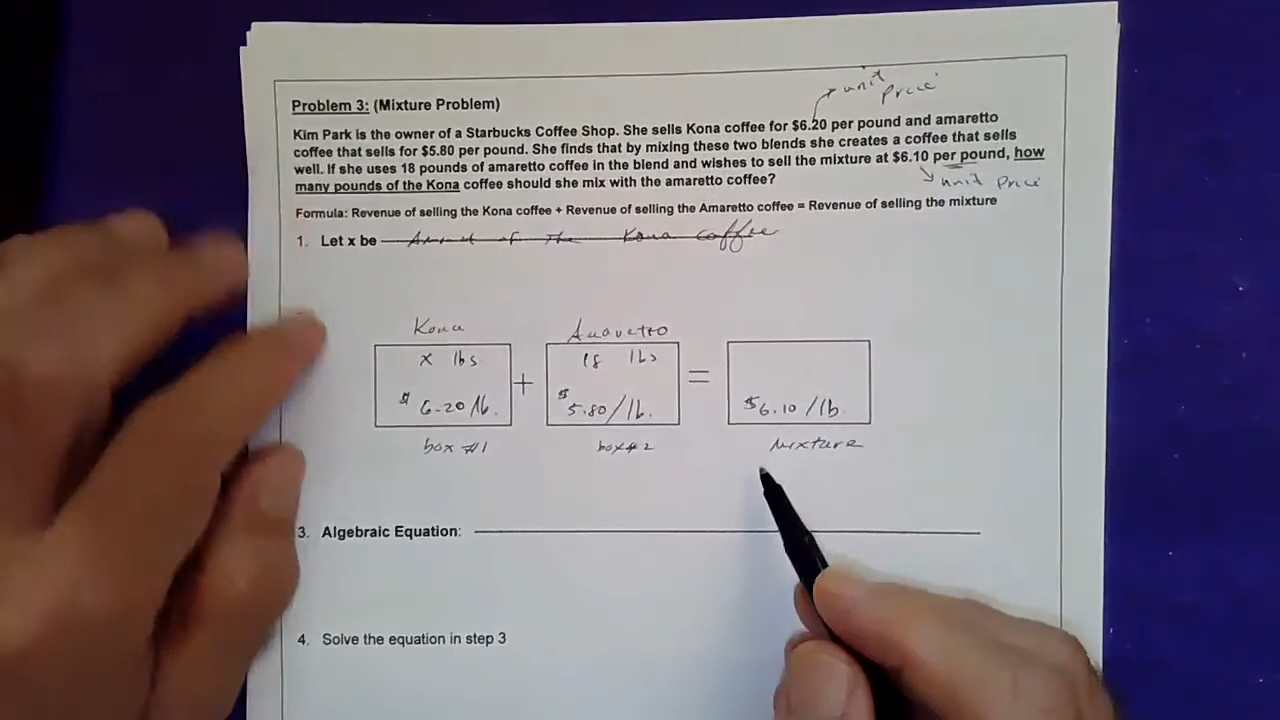 unit
price
Problem 3: (Mixture Problem)
Kim Park is the owner of a Starbucks Coffee Shop. She sells Kona coffee for $6.20 per pound and amaretto
coffee that sells for $5.80 per pound. She finds that by mixing these two blends she creates a coffee that sells
well. If she uses 18 pounds of amaretto coffee in the blend and wishes to sell the mixture at $6.10 per pound, how
many pounds of the Kona coffee should she mix with the amaretto coffee?
unit price
Formula: Revenue of selling the Kona coffee + Revenue of selling the Amaretto coffee = Revenue of selling the mixture
1. Let x be Amount of the Kona coffee
Kona Amaretto
x lbs 18 lbs
+ =
$6.20/lb. $5.80/lb. $6.10/lb.
box #1 box #2 Mixture
3. Algebraic Equation:
4. Solve the equation in step 3